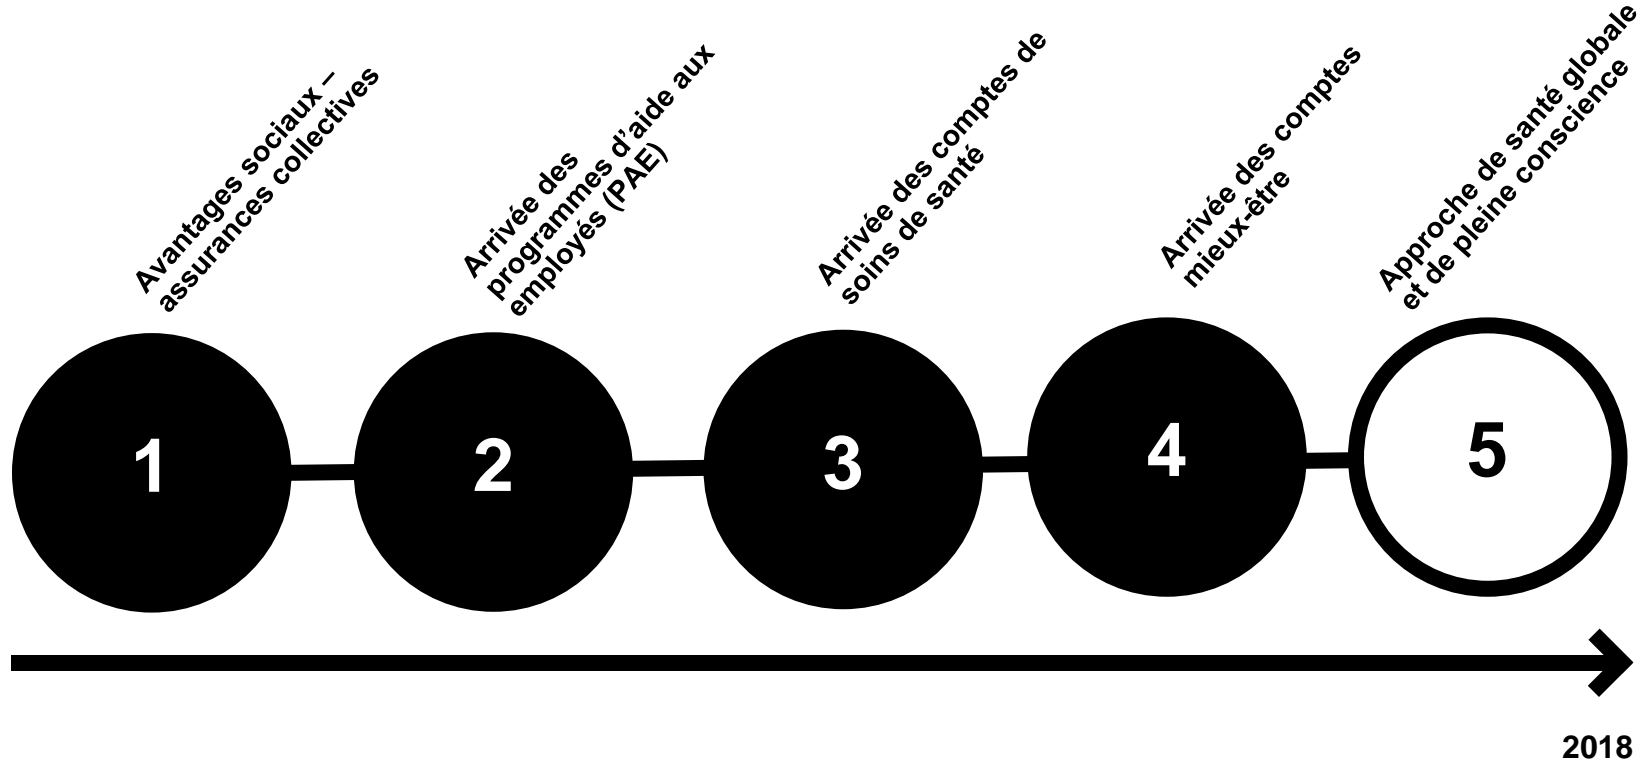 Avantages sociaux –
assurances collectives
Arrivée des
programmes d’aide aux
employés (PAE)
Arrivée des comptes de
soins de santé
Arrivée des comptes
mieux-être
Approche de santé globale
et de pleine conscience
1
2
3
4
5
2018